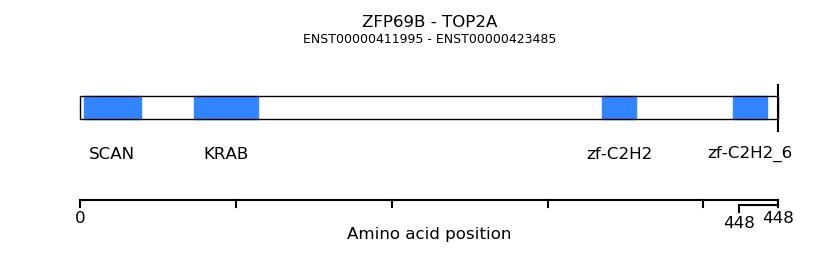 ZFP69B - TOP2A
ENST00000411995 - ENST00000423485
SCAN KRAB zf-C2H2 zf-C2H2_6
0 448 448
Amino acid position